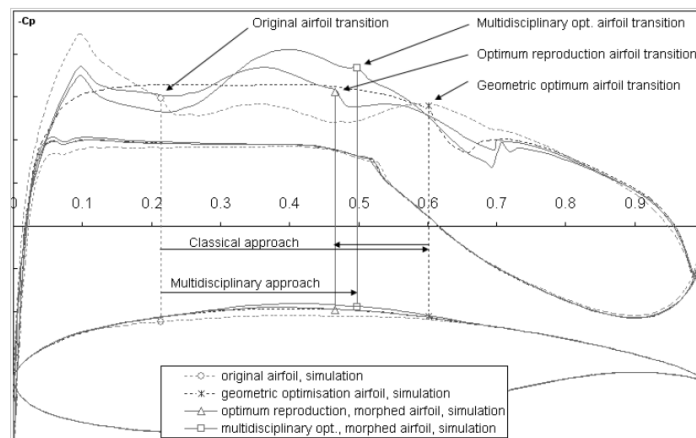 -Cp
Original airfoil transition
Multidisciplinary opt. airfoil transition
Optimum reproduction airfoil transition
Geometric optimum airfoil transition
0 0.1 0.2 0.3 0.4 0.5 0.6 0.7 0.8 0.9
Classical approach
Multidisciplinary approach
original airfoil, simulation
geometric optimisation airfoil, simulation
optimum reproduction, morphed airfoil, simulation
multidisciplinary opt., morphed airfoil, simulation